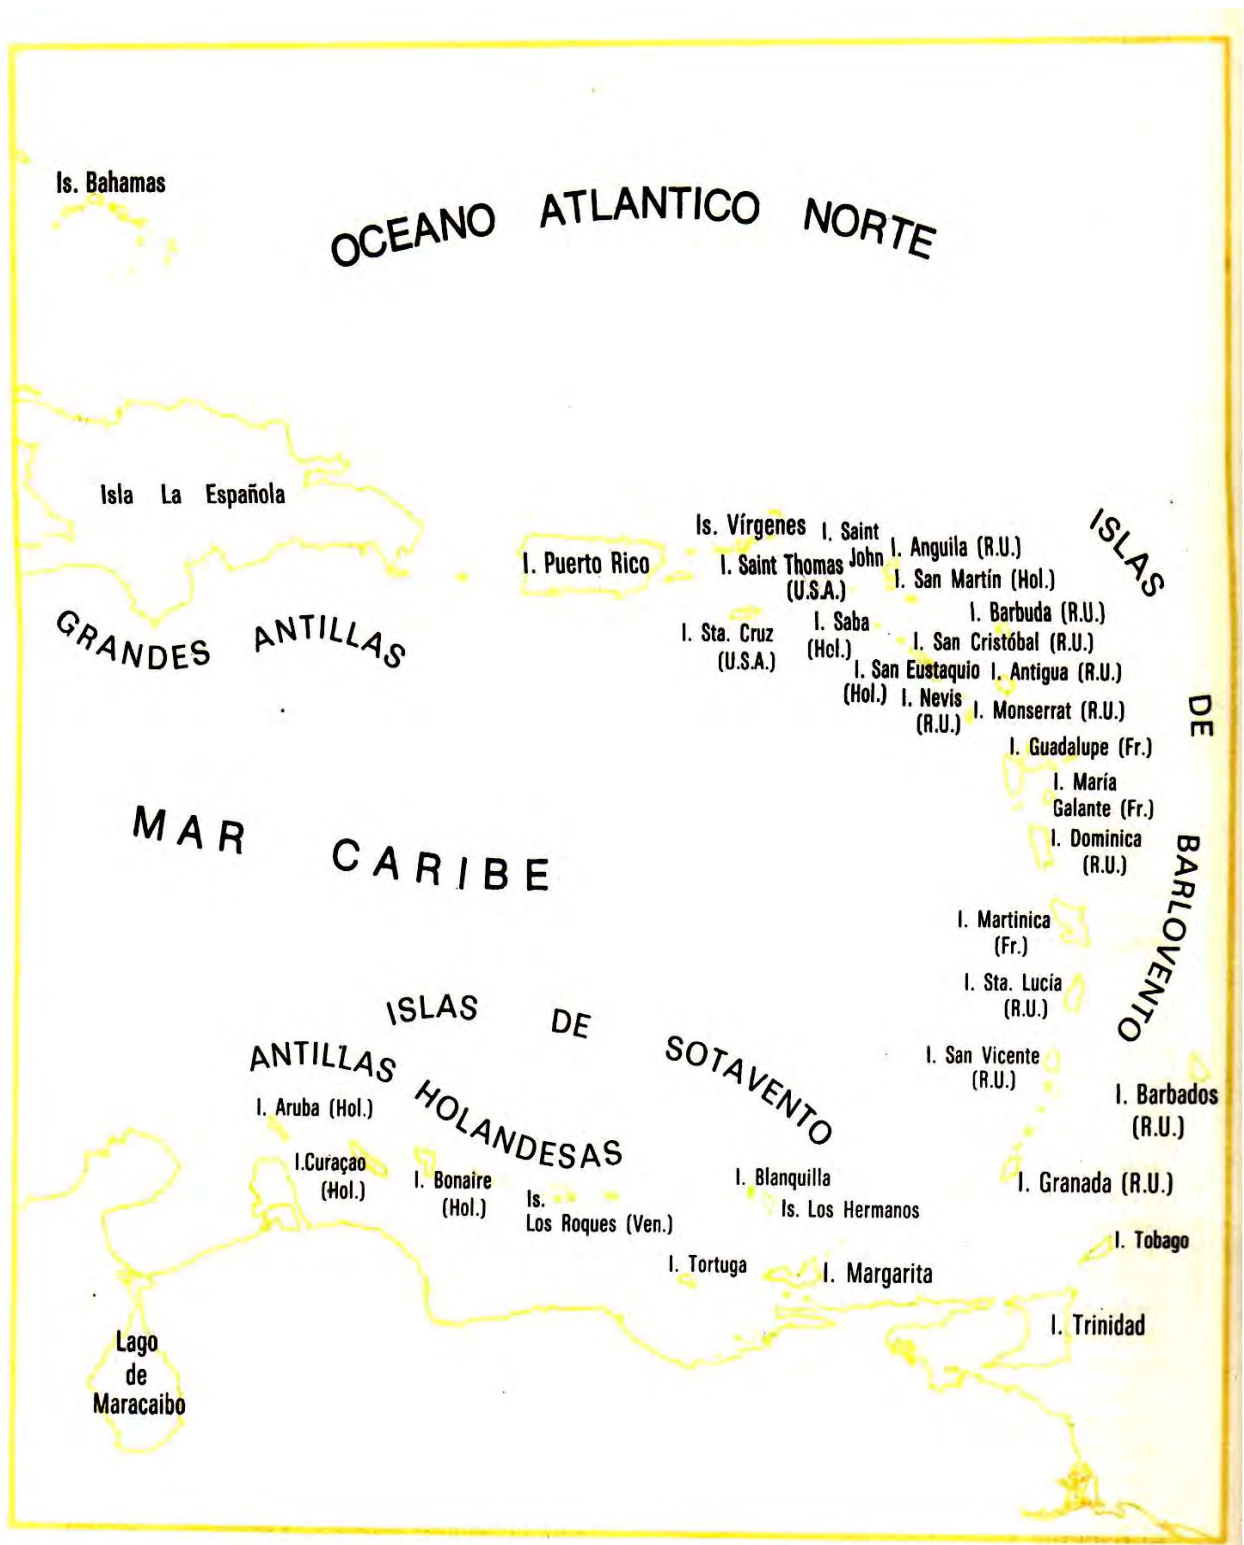 Is. Bahamas
OCEANO ATLANTICO NORTE
Isla La Española
GRANDES ANTILLAS
I. Puerto Rico
Is. Vírgenes
I. Saint
John
I. Saint Thomas
(U.S.A.)
I. Anguila (R.U.)
I. San Martín (Hol.)
I. Barbuda (R.U.)
I. Sta. Cruz
(U.S.A.)
I. Saba
(Hol.)
I. San Cristóbal (R.U.)
I. San Eustaquio
(Hol.)
I. Antigua (R.U.)
I. Nevis
(R.U.)
I. Monserrat (R.U.)
I. Guadalupe (Fr.)
I. María
Galante (Fr.)
I. Dominica
(R.U.)
ISLAS DE BARLOVENTO
MAR CARIBE
I. Martinica
(Fr.)
I. Sta. Lucía
(R.U.)
I. San Vicente
(R.U.)
I. Barbados
(R.U.)
I. Granada (R.U.)
ISLAS DE SOTAVENTO
ANTILLAS HOLANDESAS
I. Aruba (Hol.)
I.Curaçao
(Hol.)
I. Bonaire
(Hol.)
Is.
Los Roques (Ven.)
I. Blanquilla
Is. Los Hermanos
I. Tortuga
I. Margarita
I. Tobago
I. Trinidad
Lago
de
Maracaibo